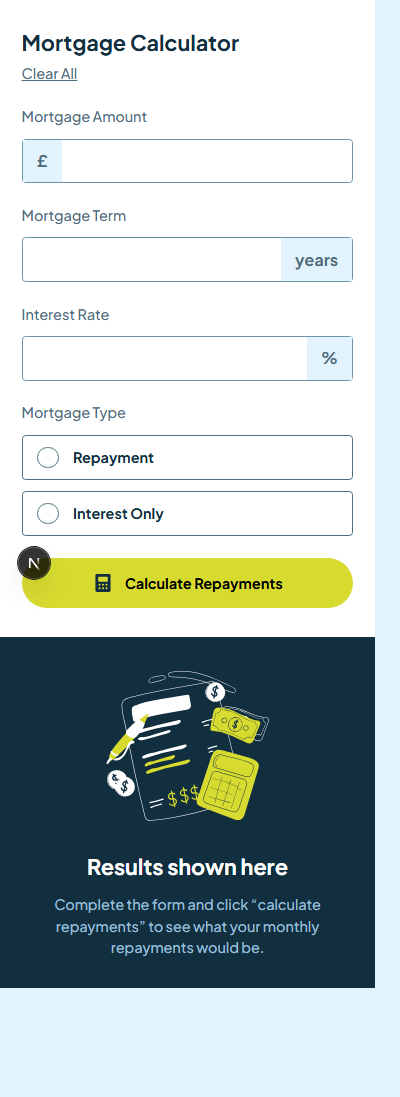 Mortgage Calculator
Clear All
Mortgage Amount
£
Mortgage Term
years
Interest Rate
%
Mortgage Type
Repayment
Interest Only
N
Calculate Repayments
$
$
$
$
$$$
Results shown here
Complete the form and click “calculate
repayments” to see what your monthly
repayments would be.